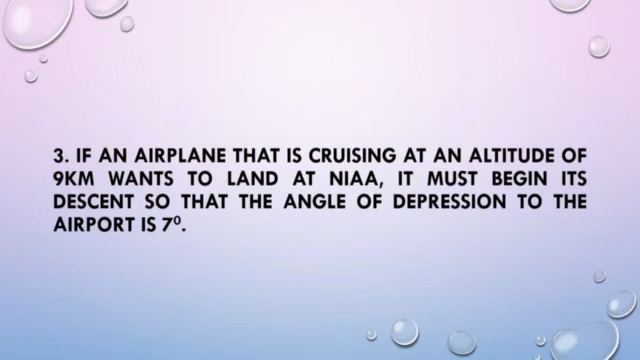 3. IF AN AIRPLANE THAT IS CRUISING AT AN ALTITUDE OF
9KM WANTS TO LAND AT NIAA, IT MUST BEGIN ITS
DESCENT SO THAT THE ANGLE OF DEPRESSION TO THE
AIRPORT IS 7⁰.